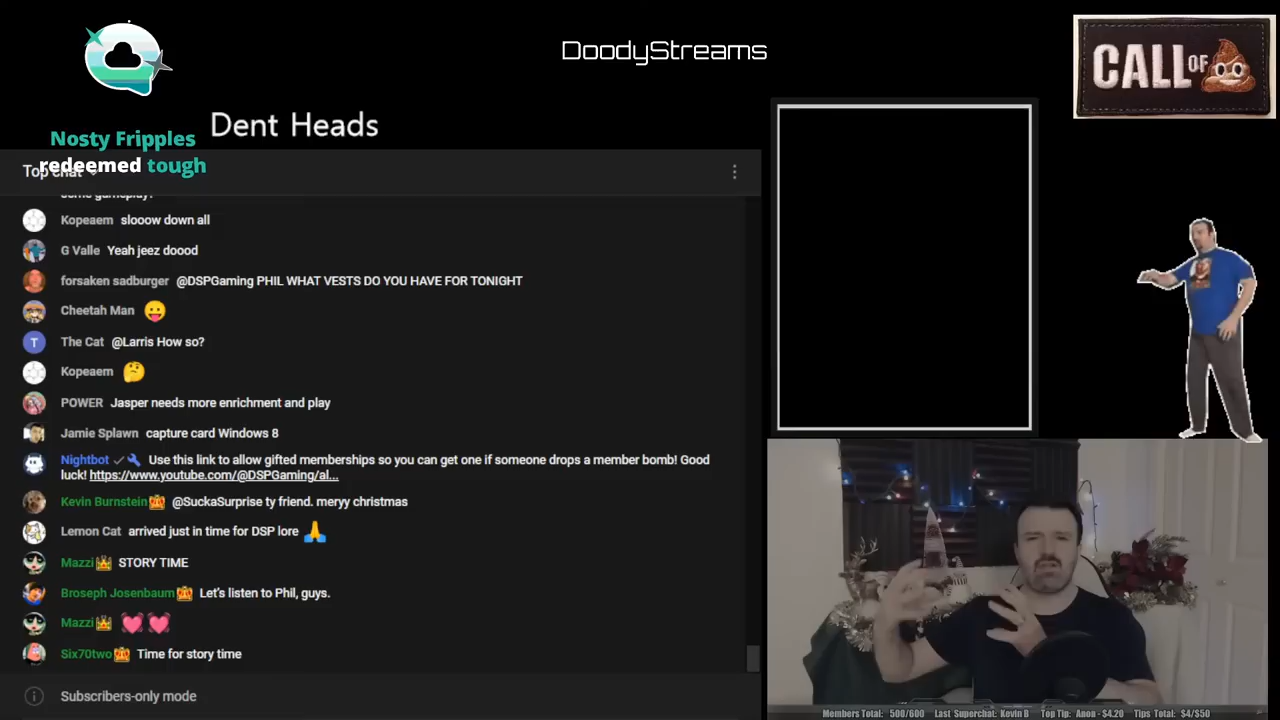 DoodyStreams
CALL OF
Dent Heads
Nosty Fripples
redeemed tough
Top Chat
some gameplay?
Kopeaem slooow down all
G Valle Yeah jeez doood
forsaken sadburger @DSPGaming PHIL WHAT VESTS DO YOU HAVE FOR TONIGHT
Cheetah Man 😛
The Cat @Larris How so?
Kopeaem 🤔
POWER Jasper needs more enrichment and play
Jamie Splawn capture card Windows 8
Nightbot Use this link to allow gifted memberships so you can get one if someone drops a member bomb! Good
luck! https://www.youtube.com/@DSPGaming/al...
Kevin Burnstein @SuckaSurprise ty friend. meryy christmas
Lemon Cat arrived just in time for DSP lore 🙏
Mazzi STORY TIME
Broseph Josenbaum Let's listen to Phil, guys.
Mazzi 💓💓
Six70two Time for story time
Subscribers-only mode
Members Total: 500/600 Last Superchat: Kevin B Top Tip: Anon - $4.20 Tips Total: $4/$50